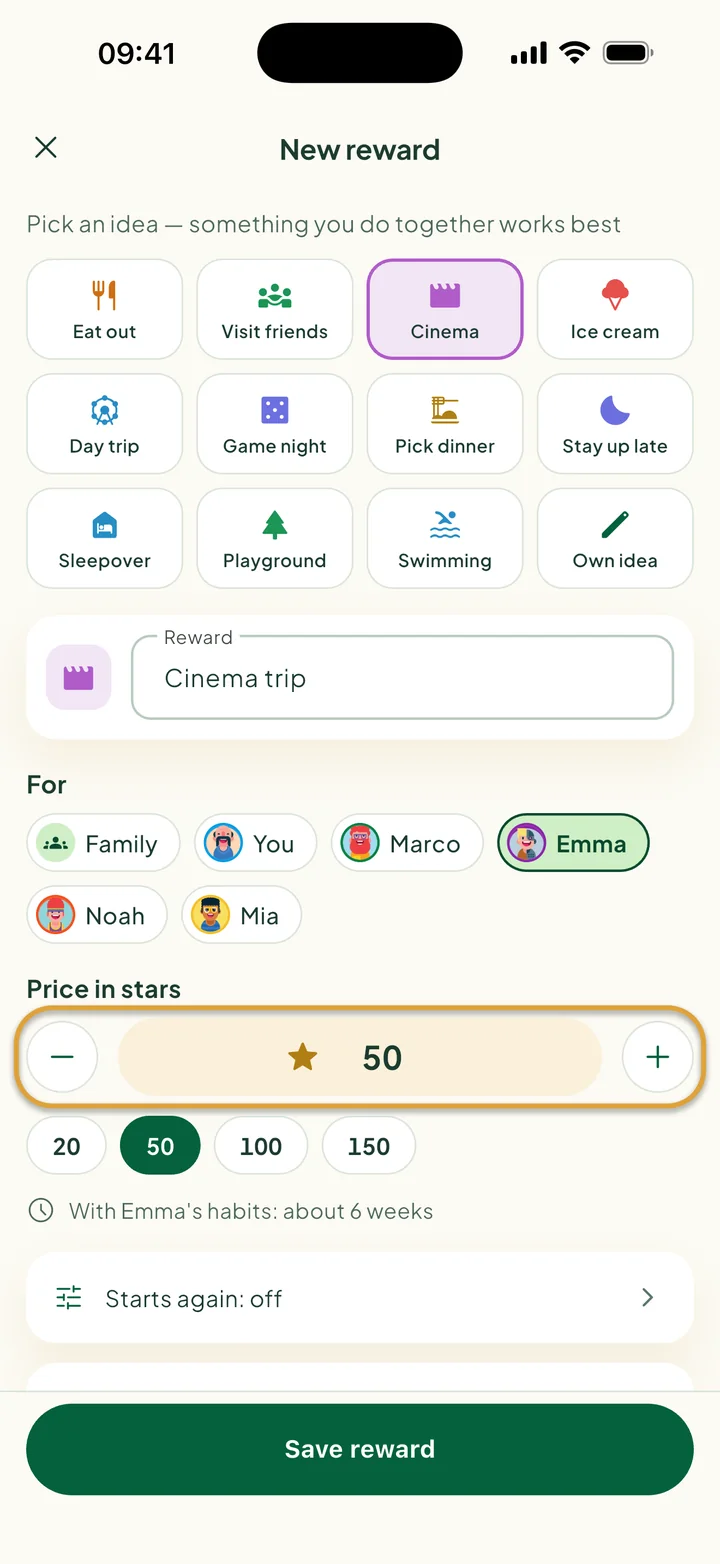 09:41
New reward
Pick an idea — something you do together works best
Eat out
Visit friends
Cinema
Ice cream
Day trip
Game night
Pick dinner
Stay up late
Sleepover
Playground
Swimming
Own idea
Reward
Cinema trip
For
Family
You
Marco
Emma
Noah
Mia
Price in stars
50
20
50
100
150
With Emma's habits: about 6 weeks
Starts again: off
Save reward